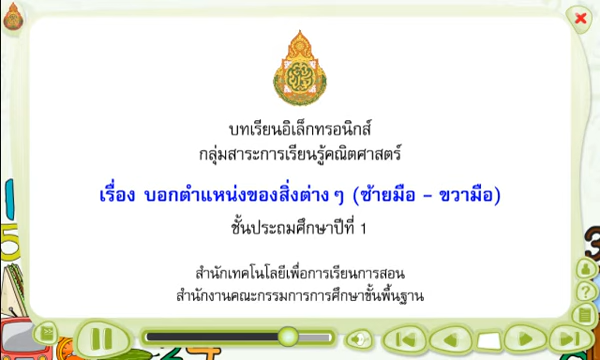 บทเรียนอิเล็กทรอนิกส์
กลุ่มสาระการเรียนรู้คณิตศาสตร์
เรื่อง บอกตำแหน่งของสิ่งต่าง ๆ (ซ้ายมือ - ขวามือ)
ชั้นประถมศึกษาปีที่ 1
สำนักเทคโนโลยีเพื่อการเรียนการสอน
สำนักงานคณะกรรมการการศึกษาขั้นพื้นฐาน